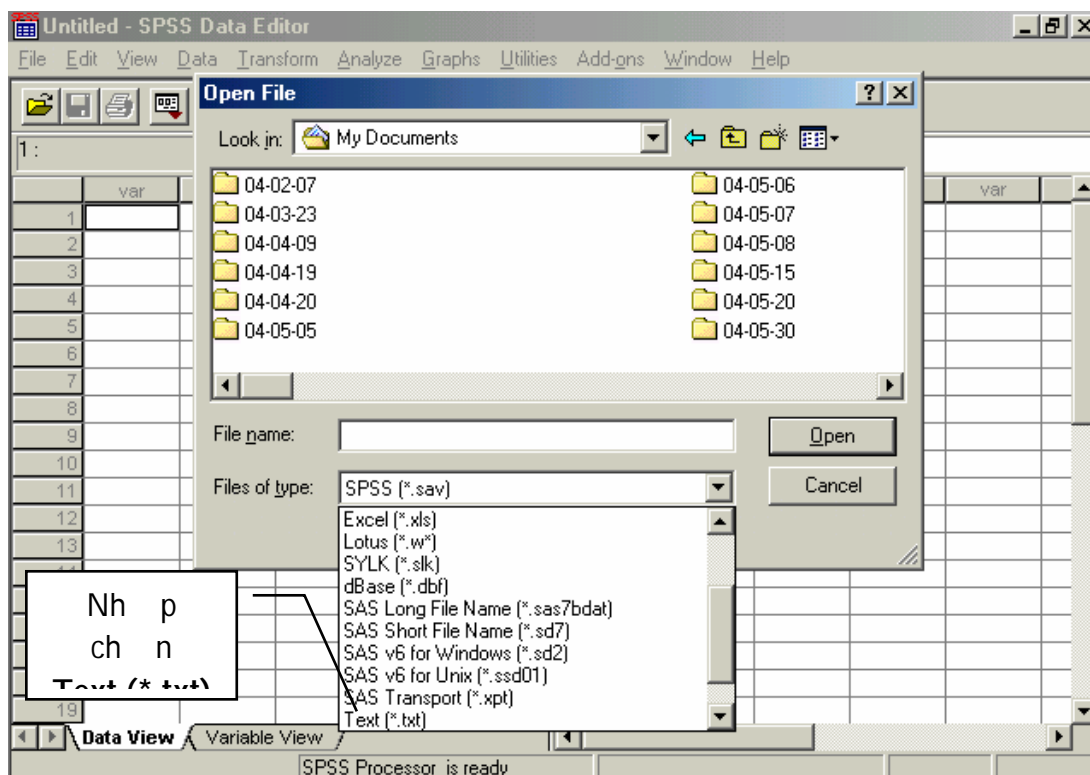 Untitled - SPSS Data Editor
File Edit View Data Transform Analyze Graphs Utilities Add-ons Window Help
Open File
Look in: My Documents
1 :
04-02-07
04-03-23
04-04-09
04-04-19
04-04-20
04-05-05
04-05-06
04-05-07
04-05-08
04-05-15
04-05-20
04-05-30
var
var
1
2
3
4
5
6
7
8
9
10
11
12
13
19
File name:
Open
Files of type: SPSS (*.sav)
Cancel
Excel (*.xls)
Lotus (*.w*)
SYLK (*.slk)
dBase (*.dbf)
SAS Long File Name (*.sas7bdat)
SAS Short File Name (*.sd7)
SAS v6 for Windows (*.sd2)
SAS v6 for Unix (*.ssd01)
SAS Transport (*.xpt)
Text (*.txt)
Nh p
ch n
Text (*.txt)
Data View Variable View
SPSS Processor is ready